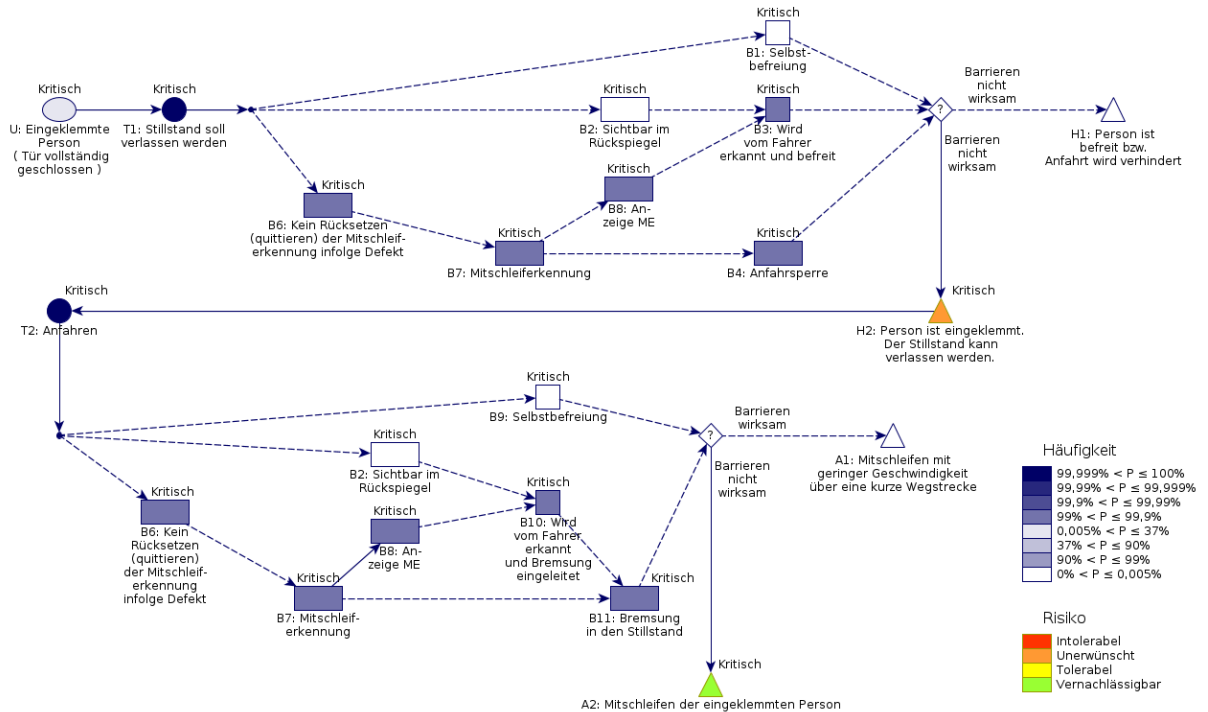 Kritisch
B1: Selbst-
befreiung
Kritisch
U: Eingeklemmte
Person
( Tür vollständig
geschlossen )
Kritisch
T1: Stillstand soll
verlassen werden
Kritisch
B2: Sichtbar im
Rückspiegel
Kritisch
B3: Wird
vom Fahrer
erkannt und befreit
?
Barrieren
nicht
wirksam
Barrieren
nicht
wirksam
Kritisch
H1: Person ist
befreit bzw.
Anfahrt wird verhindert
Kritisch
B6: Kein Rücksetzen
(quittieren) der Mitschleif-
erkennung infolge Defekt
Kritisch
B8: An-
zeige ME
Kritisch
B7: Mitschleiferkennung
Kritisch
B4: Anfahrsperre
Kritisch
H2: Person ist eingeklemmt.
Der Stillstand kann
verlassen werden.
Kritisch
T2: Anfahren
Kritisch
B9: Selbstbefreiung
Kritisch
B2: Sichtbar im
Rückspiegel
?
Barrieren
wirksam
Barrieren
nicht
wirksam
A1: Mitschleifen mit
geringer Geschwindigkeit
über eine kurze Wegstrecke
Kritisch
B6: Kein
Rücksetzen
(quittieren)
der Mitschleif-
erkennung
infolge Defekt
Kritisch
B8: An-
zeige ME
Kritisch
B10: Wird
vom Fahrer
erkannt
und Bremsung
eingeleitet
Kritisch
B7: Mitschleif-
erkennung
Kritisch
B11: Bremsung
in den Stillstand
Kritisch
A2: Mitschleifen der eingeklemmten Person
Häufigkeit
99,999% < P ≤ 100%
99,99% < P ≤ 99,999%
99,9% < P ≤ 99,99%
99% < P ≤ 99,9%
0,005% < P ≤ 37%
37% < P ≤ 90%
90% < P ≤ 99%
0% < P ≤ 0,005%
Risiko
Intolerabel
Unerwünscht
Tolerabel
Vernachlässigbar